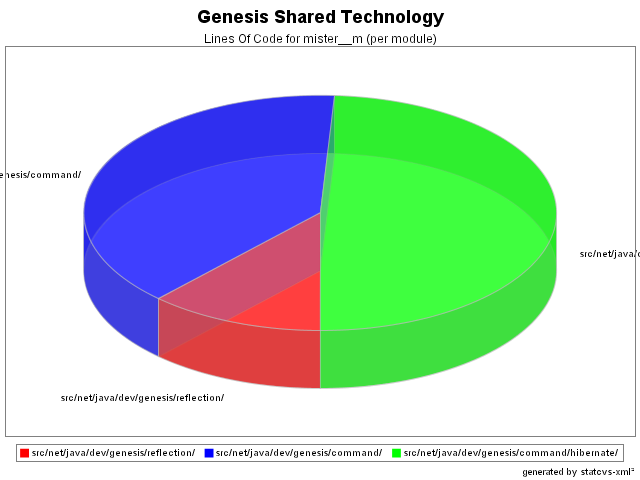 Genesis Shared Technology
Lines Of Code for mister__m (per module)
enesis/command/
src/net/java/d
src/net/java/dev/genesis/reflection/
src/net/java/dev/genesis/reflection/ src/net/java/dev/genesis/command/ src/net/java/dev/genesis/command/hibernate/
generated by statcvs-xml²